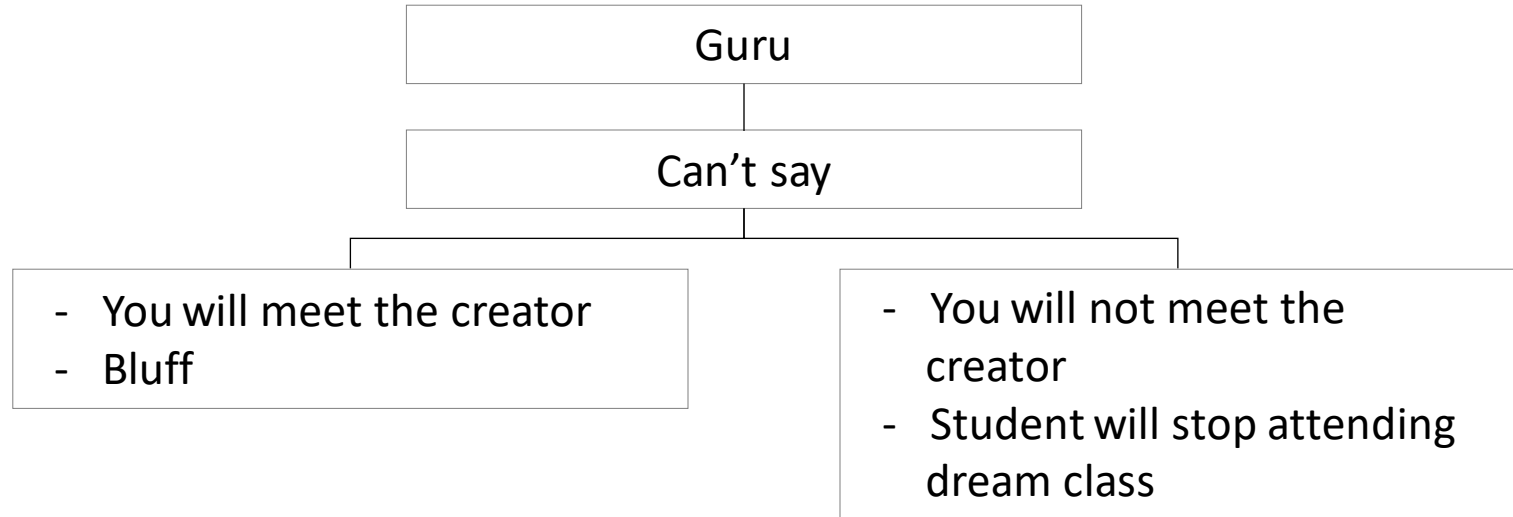 Guru
Can’t say
- You will meet the creator
- Bluff
- You will not meet the
creator
- Student will stop attending
dream class